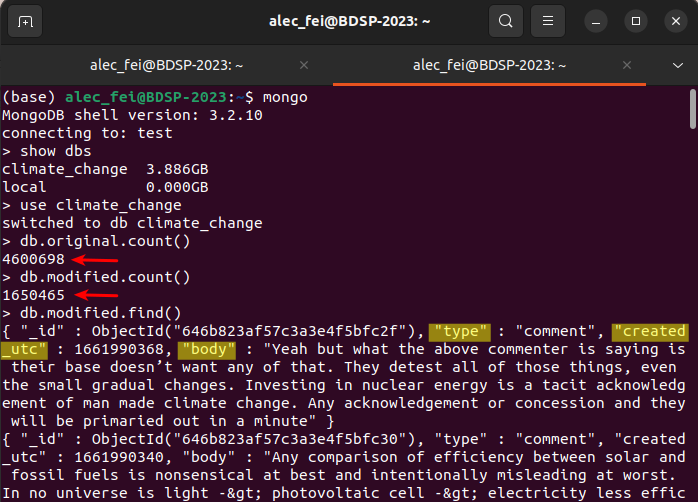 alec_fei@BDSP-2023: ~
alec_fei@BDSP-2023: ~
alec_fei@BDSP-2023: ~
(base) alec_fei@BDSP-2023:~$ mongo
MongoDB shell version: 3.2.10
connecting to: test
> show dbs
climate_change  3.886GB
local           0.000GB
> use climate_change
switched to db climate_change
> db.original.count()
4600698
> db.modified.count()
1650465
> db.modified.find()
{ "_id" : ObjectId("646b823af57c3a3e4f5bfc2f"), "type" : "comment", "created
_utc" : 1661990368, "body" : "Yeah but what the above commenter is saying is
 their base doesn’t want any of that. They detest all of those things, even
the small gradual changes. Investing in nuclear energy is a tacit acknowledg
ement of man made climate change. Any acknowledgement or concession and they
 will be primaried out in a minute" }
{ "_id" : ObjectId("646b823af57c3a3e4f5bfc30"), "type" : "comment", "created
_utc" : 1661990340, "body" : "Any comparison of efficiency between solar and
 fossil fuels is nonsensical at best and intentionally misleading at worst.
In no universe is light -&gt; photovoltaic cell -&gt; electricity less effic